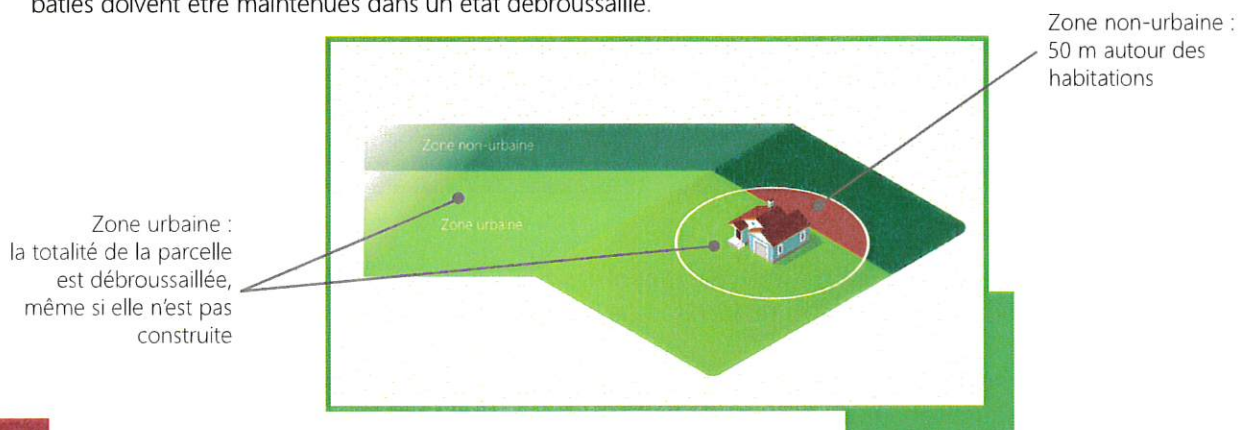 bâties doivent être maintenues dans un état débroussaillé.
Zone non-urbaine :
50 m autour des
habitations
Zone non-urbaine
Zone urbaine
Zone urbaine :
la totalité de la parcelle
est débroussaillée,
même si elle n'est pas
construite